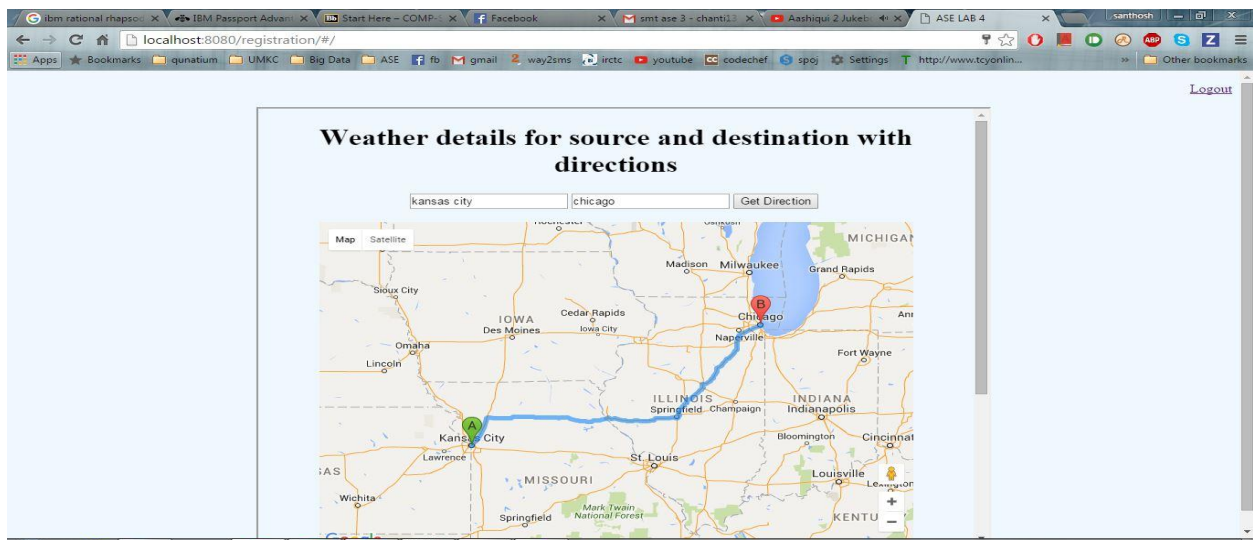 ibm rational rhapsod
IBM Passport Advant
Start Here – COMP-S
Facebook
smt ase 3 - chanti13
Aashiqui 2 Jukeb
ASE LAB 4
santhosh
localhost:8080/registration/#/
Apps Bookmarks qunatium UMKC Big Data ASE fb gmail way2sms irctc youtube codechef spoj Settings http://www.tcyonlin... Other bookmarks
Logout
Weather details for source and destination with
directions
kansas city chicago Get Direction
Map Satellite
MICHIGAN
Madison Milwaukee
Grand Rapids
Sioux City
IOWA
Cedar Rapids
Chicago
Ann
Des Moines
Iowa City
Naperville
Omaha
Fort Wayne
Lincoln
ILLINOIS
INDIANA
Springfield Champaign
Indianapolis
A
B
Kansas City
Bloomington
Cincinnat
Lawrence
St. Louis
SAS
MISSOURI
Louisville
Lexington
Wichita
Mark Twain
National Forest
Springfield
KENTU